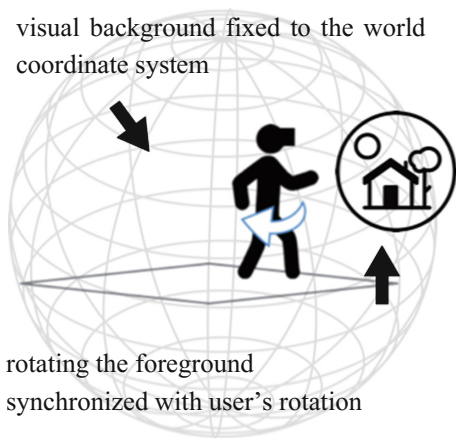 visual background fixed to the world
coordinate system
rotating the foreground
synchronized with user's rotation